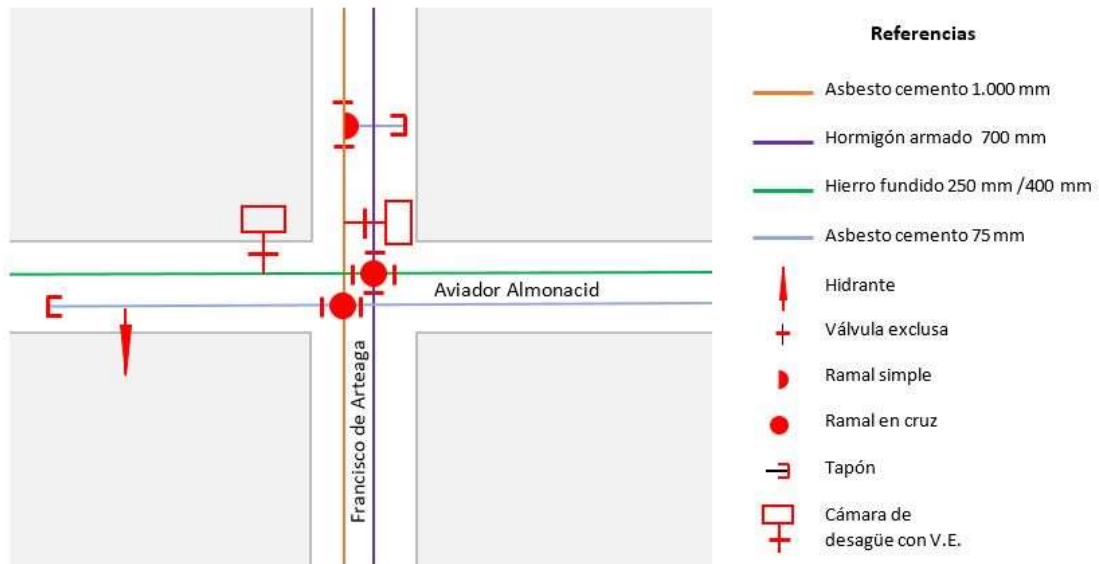 Referencias
Asbesto cemento 1.000 mm
Hormigón armado 700 mm
Hierro fundido 250 mm /400 mm
Asbesto cemento 75 mm
Hidrante
Válvula exclusa
Ramal simple
Ramal en cruz
Tapón
Cámara de
desagüe con V.E.
Aviador Almonacid
Francisco de Arteaga